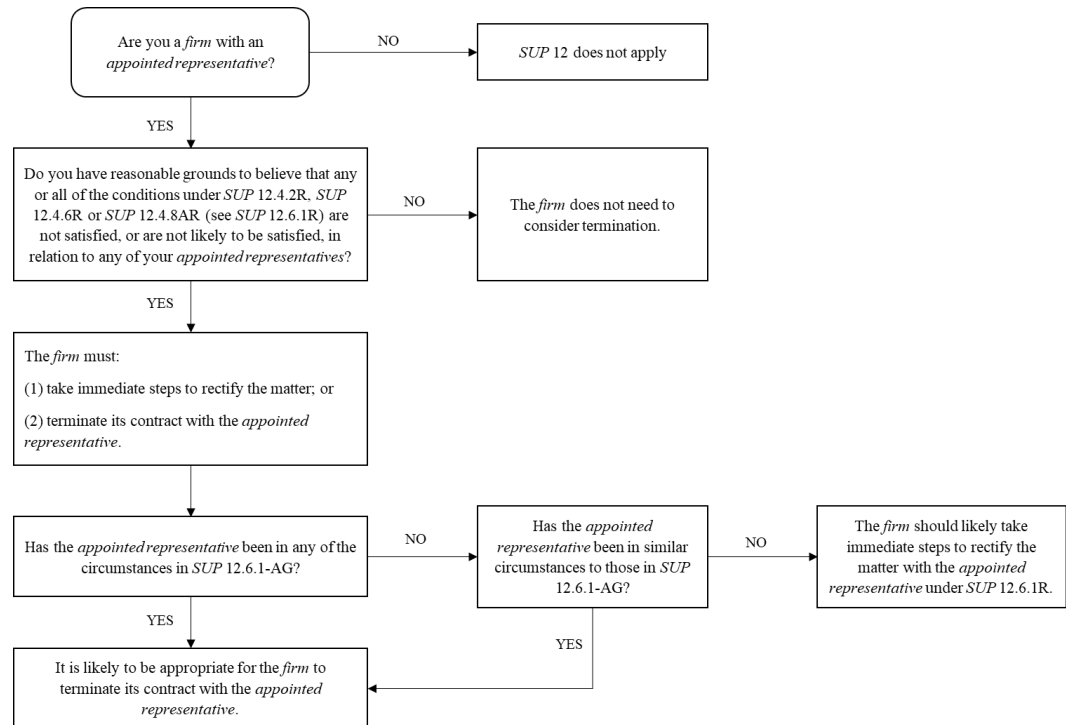 Are you a firm with an
appointed representative?
NO
SUP 12 does not apply
YES
Do you have reasonable grounds to believe that any
or all of the conditions under SUP 12.4.2R, SUP
12.4.6R or SUP 12.4.8AR (see SUP 12.6.1R) are
not satisfied, or are not likely to be satisfied, in
relation to any of your appointed representatives?
NO
The firm does not need to
consider termination.
YES
The firm must:
(1) take immediate steps to rectify the matter; or
(2) terminate its contract with the appointed
representative.
Has the appointed representative been in any of the
circumstances in SUP 12.6.1-AG?
NO
Has the appointed
representative been in similar
circumstances to those in SUP
12.6.1-AG?
NO
The firm should likely take
immediate steps to rectify the
matter with the appointed
representative under SUP 12.6.1R.
YES
YES
It is likely to be appropriate for the firm to
terminate its contract with the appointed
representative.